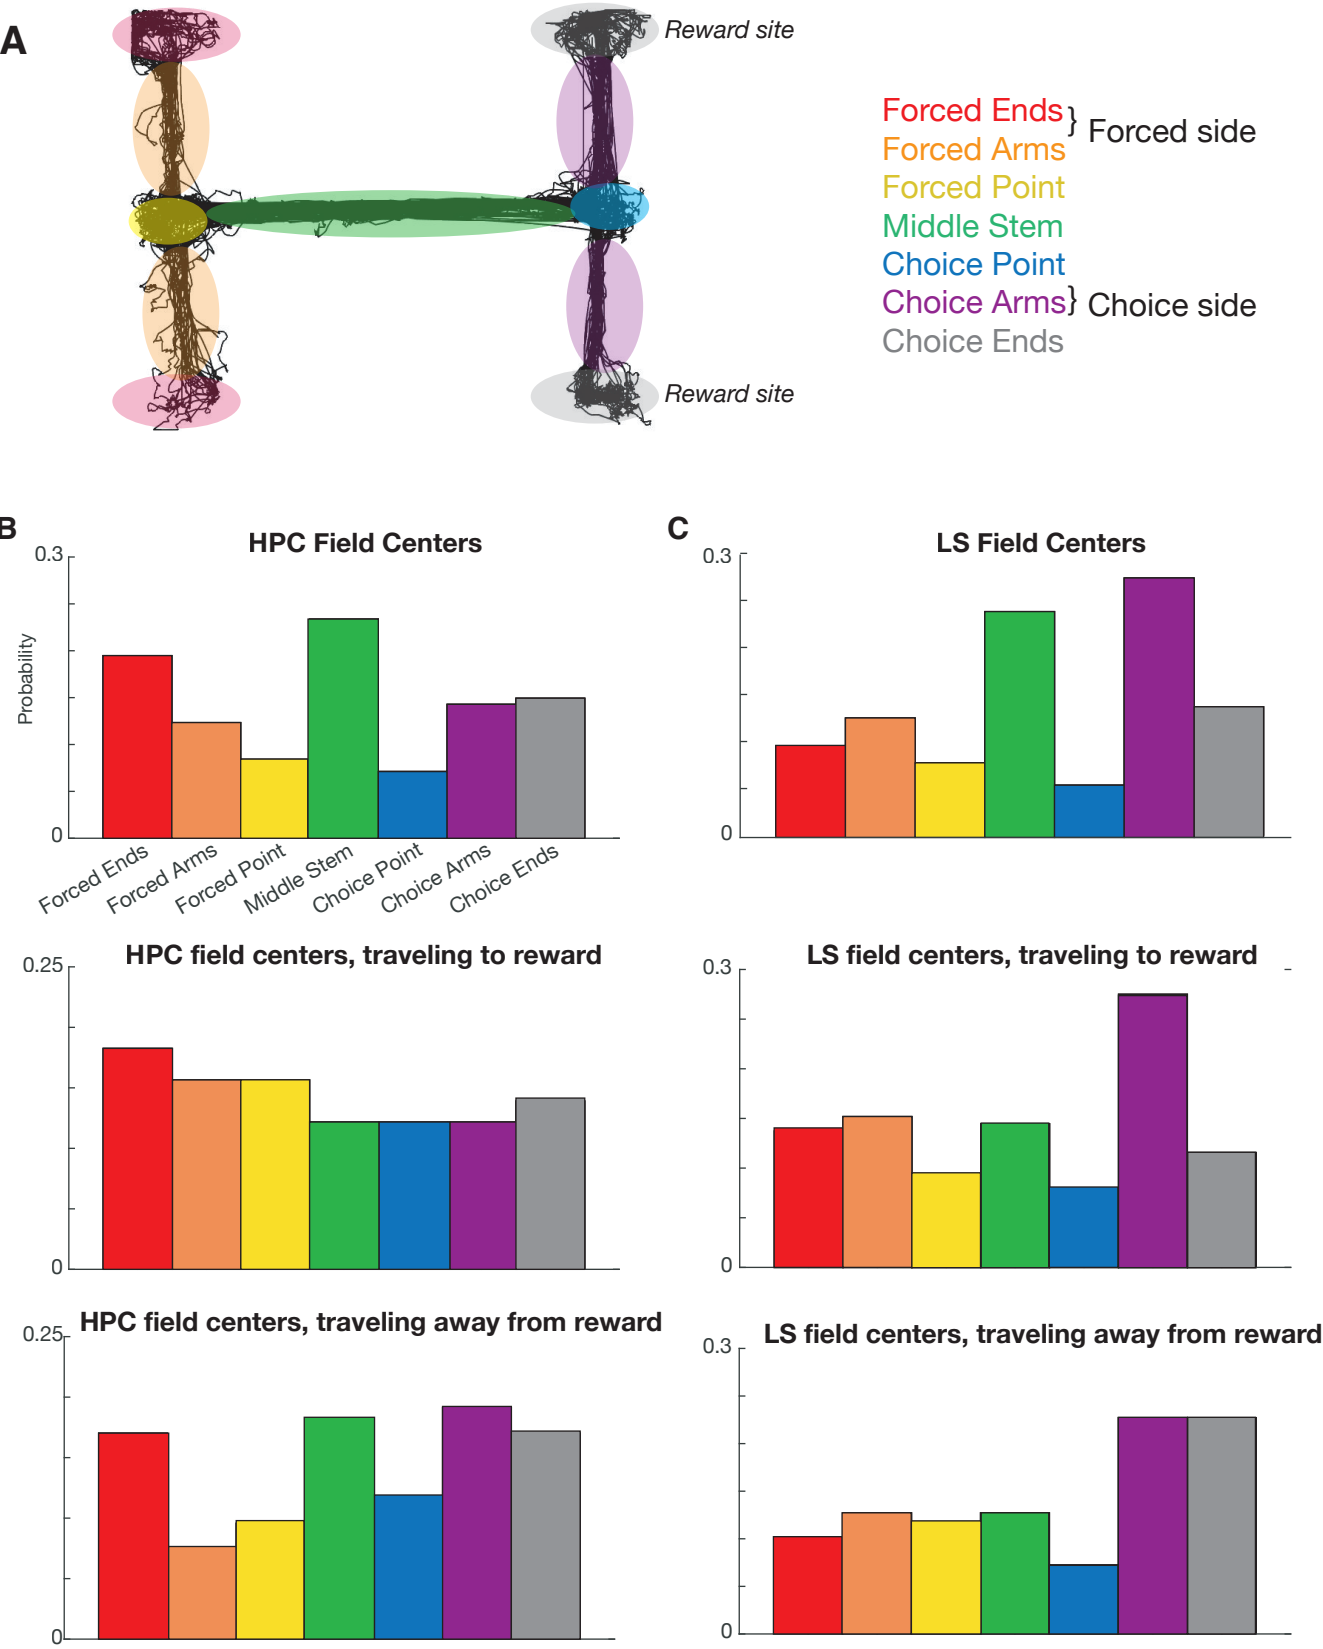 A
Reward site
Forced Ends
} Forced side
Forced Arms
Forced Point
Middle Stem
Choice Point
Choice Arms
} Choice side
Choice Ends
Reward site
B
HPC Field Centers
0.3
Probability
0
Forced Ends
Forced Arms
Forced Point
Middle Stem
Choice Point
Choice Arms
Choice Ends
C
LS Field Centers
0.3
0
HPC field centers, traveling to reward
0.25
0
LS field centers, traveling to reward
0.3
0
HPC field centers, traveling away from reward
0.25
0
LS field centers, traveling away from reward
0.3
0